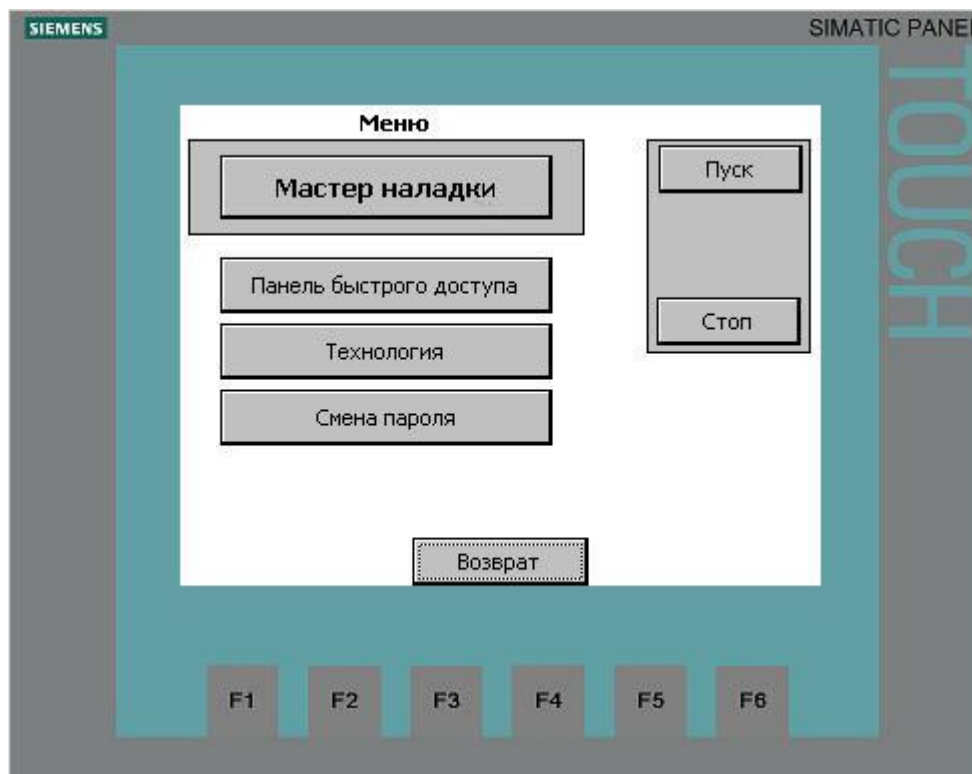 SIEMENS
SIMATIC PANEL
TOUCH
Меню
Мастер наладки
Пуск
Панель быстрого доступа
Стоп
Технология
Смена пароля
Возврат
F1 F2 F3 F4 F5 F6